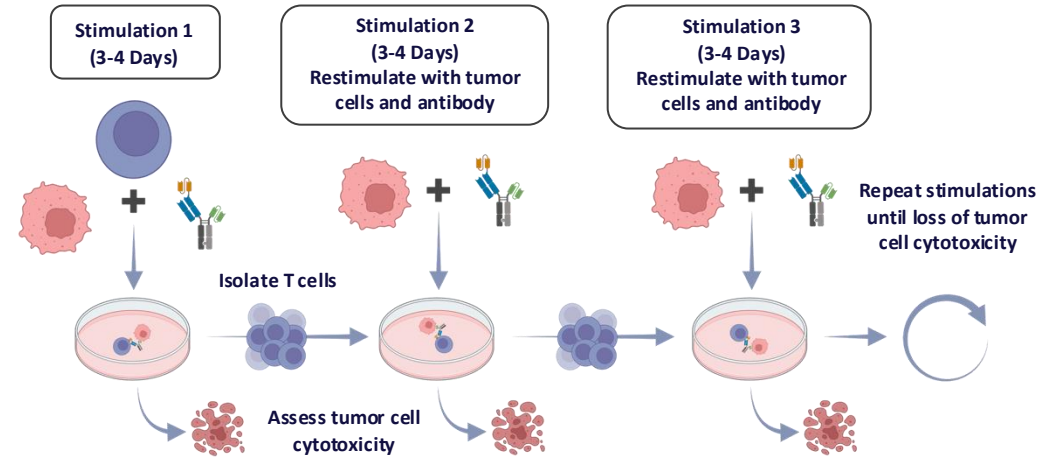 Stimulation 1
(3-4 Days)
Stimulation 2
(3-4 Days)
Restimulate with tumor
cells and antibody
Stimulation 3
(3-4 Days)
Restimulate with tumor
cells and antibody
Repeat stimulations
until loss of tumor
cell cytotoxicity
Isolate T cells
Assess tumor cell
cytotoxicity